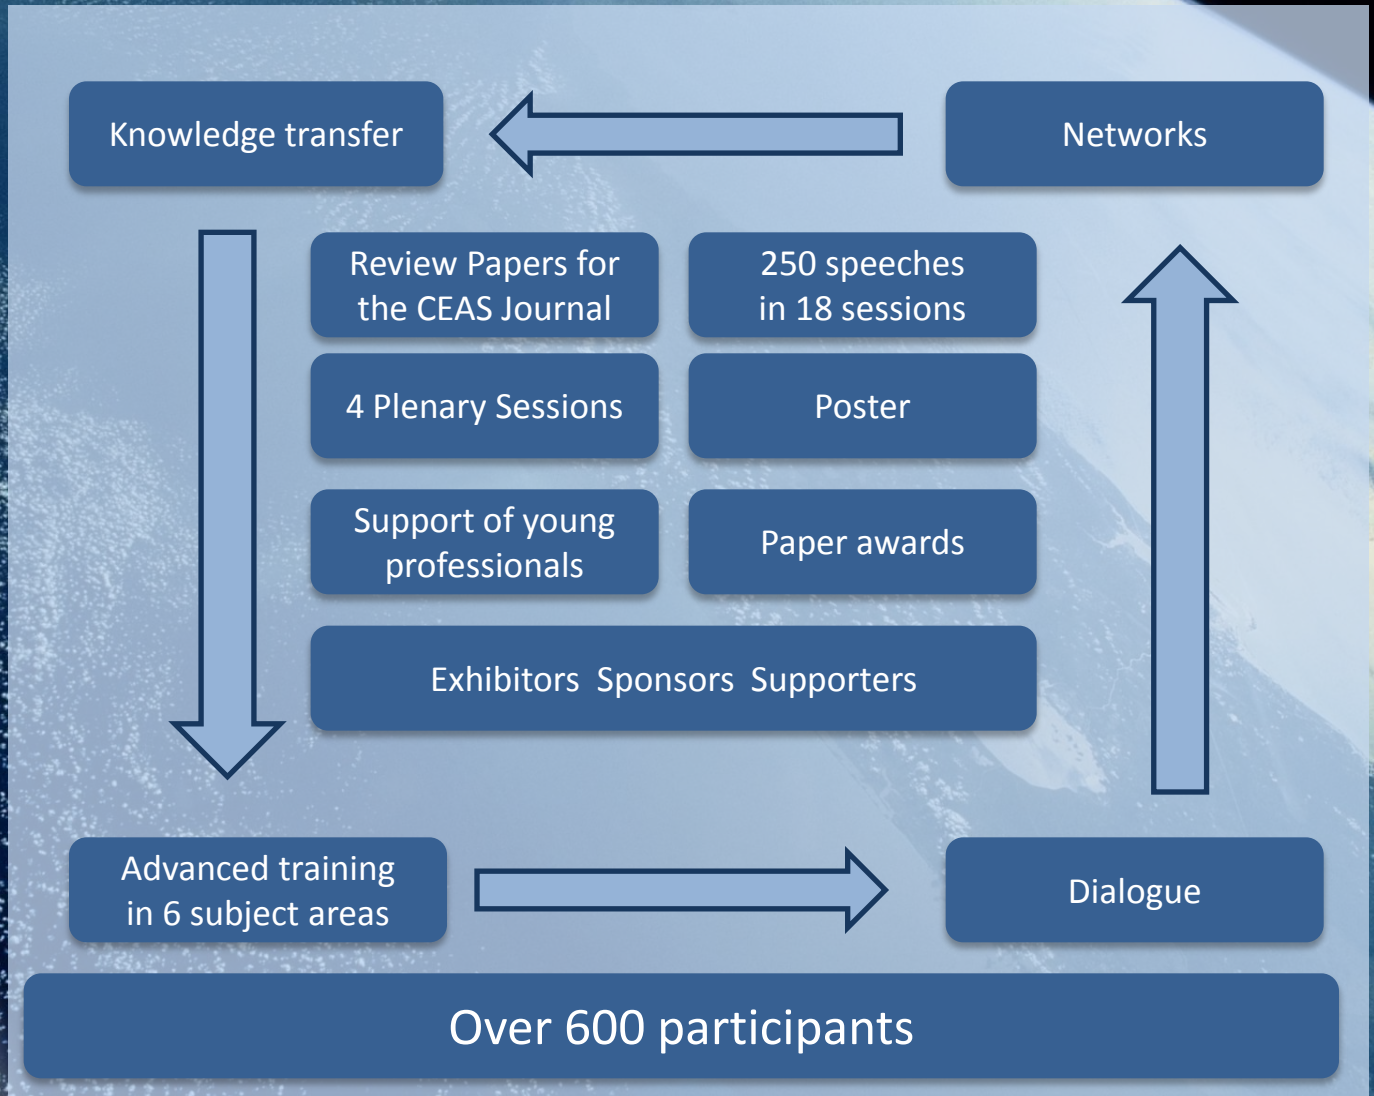 Knowledge transfer
Networks
Review Papers for
the CEAS Journal
250 speeches
in 18 sessions
4 Plenary Sessions
Poster
Support of young
professionals
Paper awards
Exhibitors Sponsors Supporters
Advanced training
in 6 subject areas
Dialogue
Over 600 participants